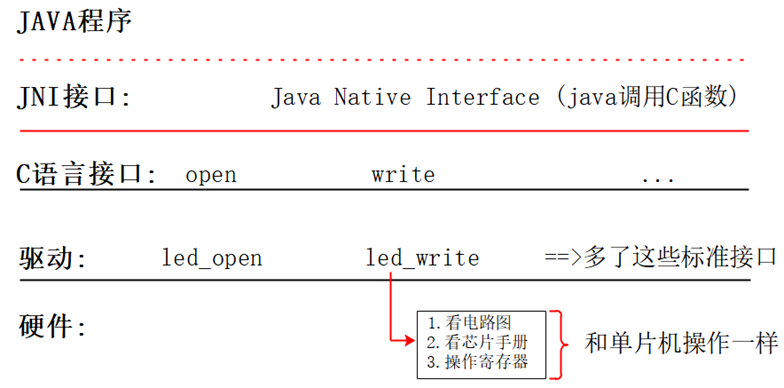 JAVA程序
JNI接口: Java Native Interface (java调用C函数)
C语言接口: open write ...
驱动: led_open led_write ==>多了这些标准接口
硬件:
1.看电路图
2.看芯片手册
3.操作寄存器
和单片机操作一样